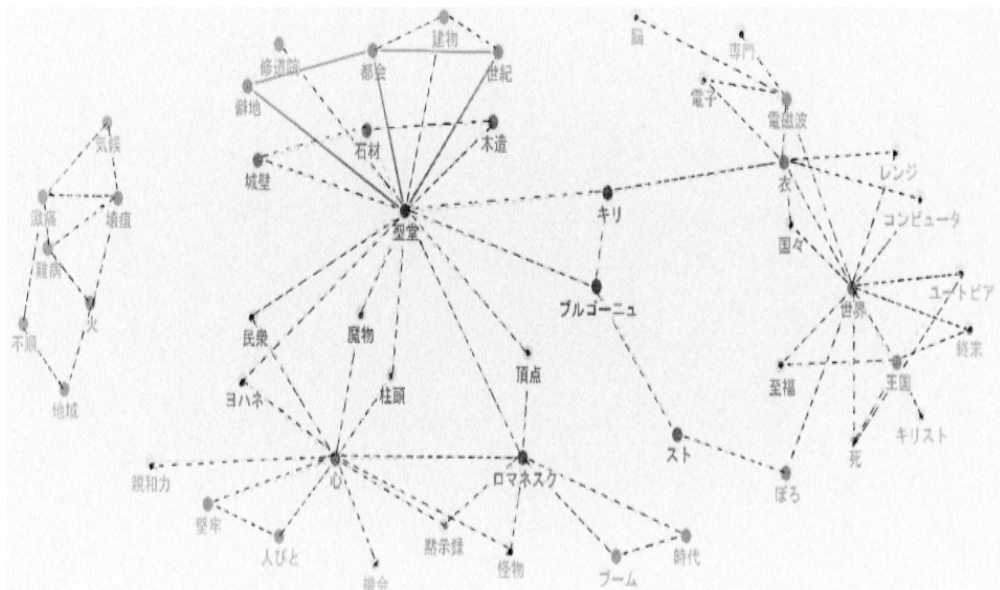 建物
脳
専門
修道院
都会
世紀
僻地
電子
電磁波
気候
石材
木造
城壁
衣
レンジ
激痛
壊疽
キリ
コンピュータ
聖堂
国々
難病
ユートピア
火
ブルゴーニュ
世界
不順
民衆
魔物
終末
頂点
至福
王国
地域
ヨハネ
柱頭
キリスト
スト
死
親和力
心
ロマネスク
ぼろ
堅牢
人びと
黙示録
怪物
時代
機会
ブーム